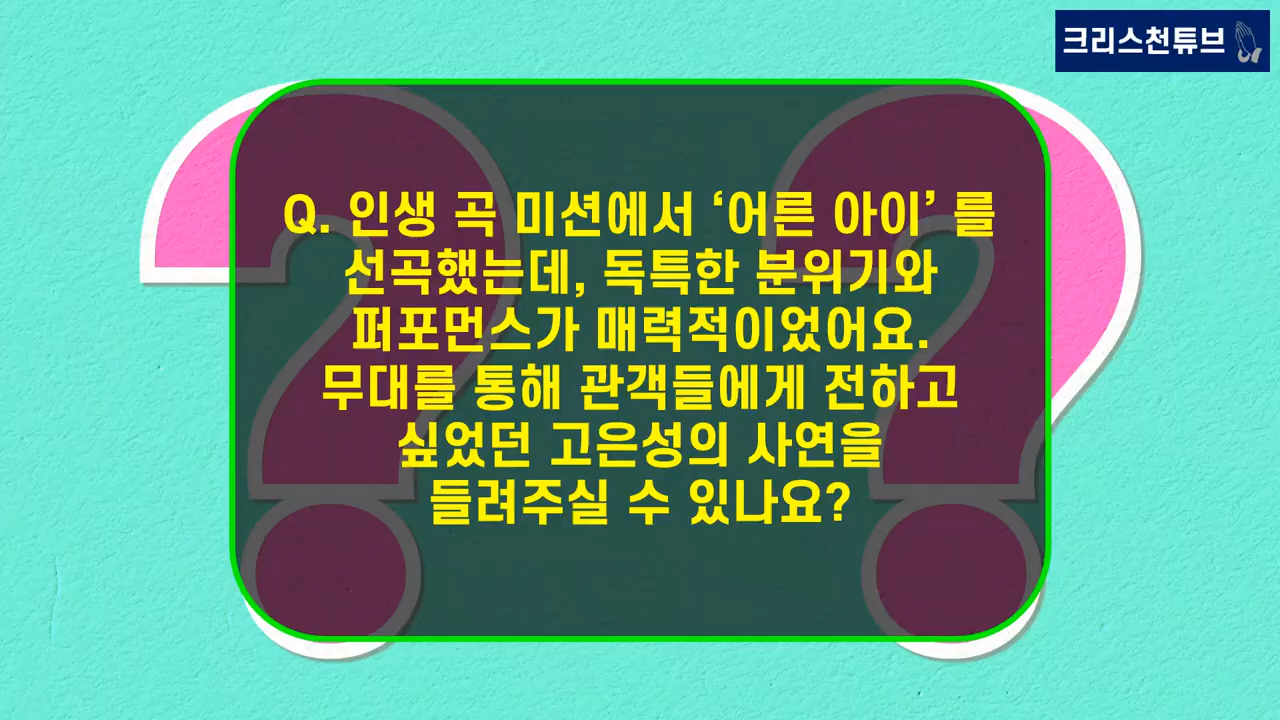 크리스천튜브
Q. 인생 곡 미션에서 ‘어른 아이’ 를
선곡했는데, 독특한 분위기와
퍼포먼스가 매력적이었어요.
무대를 통해 관객들에게 전하고
싶었던 고은성의 사연을
들려주실 수 있나요?